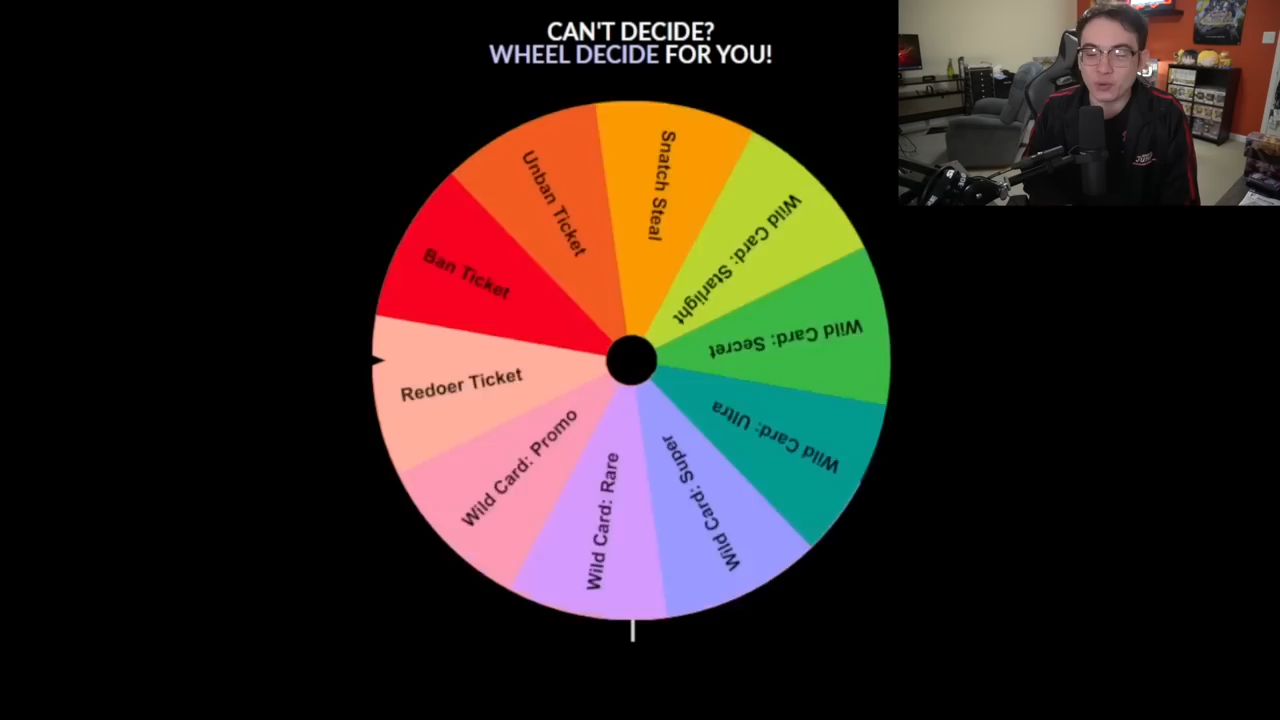 CAN'T DECIDE?
WHEEL DECIDE FOR YOU!
Snatch Steal
Wild Card: Starlight
Wild Card: Secret
Wild Card: Ultra
Wild Card: Super
Wild Card: Rare
Wild Card: Promo
Redoer Ticket
Ban Ticket
Unban Ticket